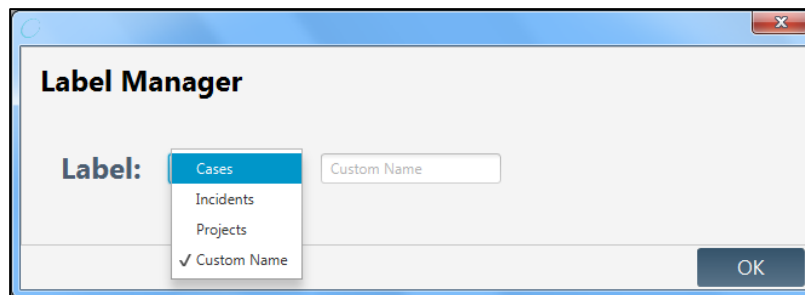 Label Manager
Label:
Cases
Custom Name
Incidents
Projects
✓ Custom Name
OK